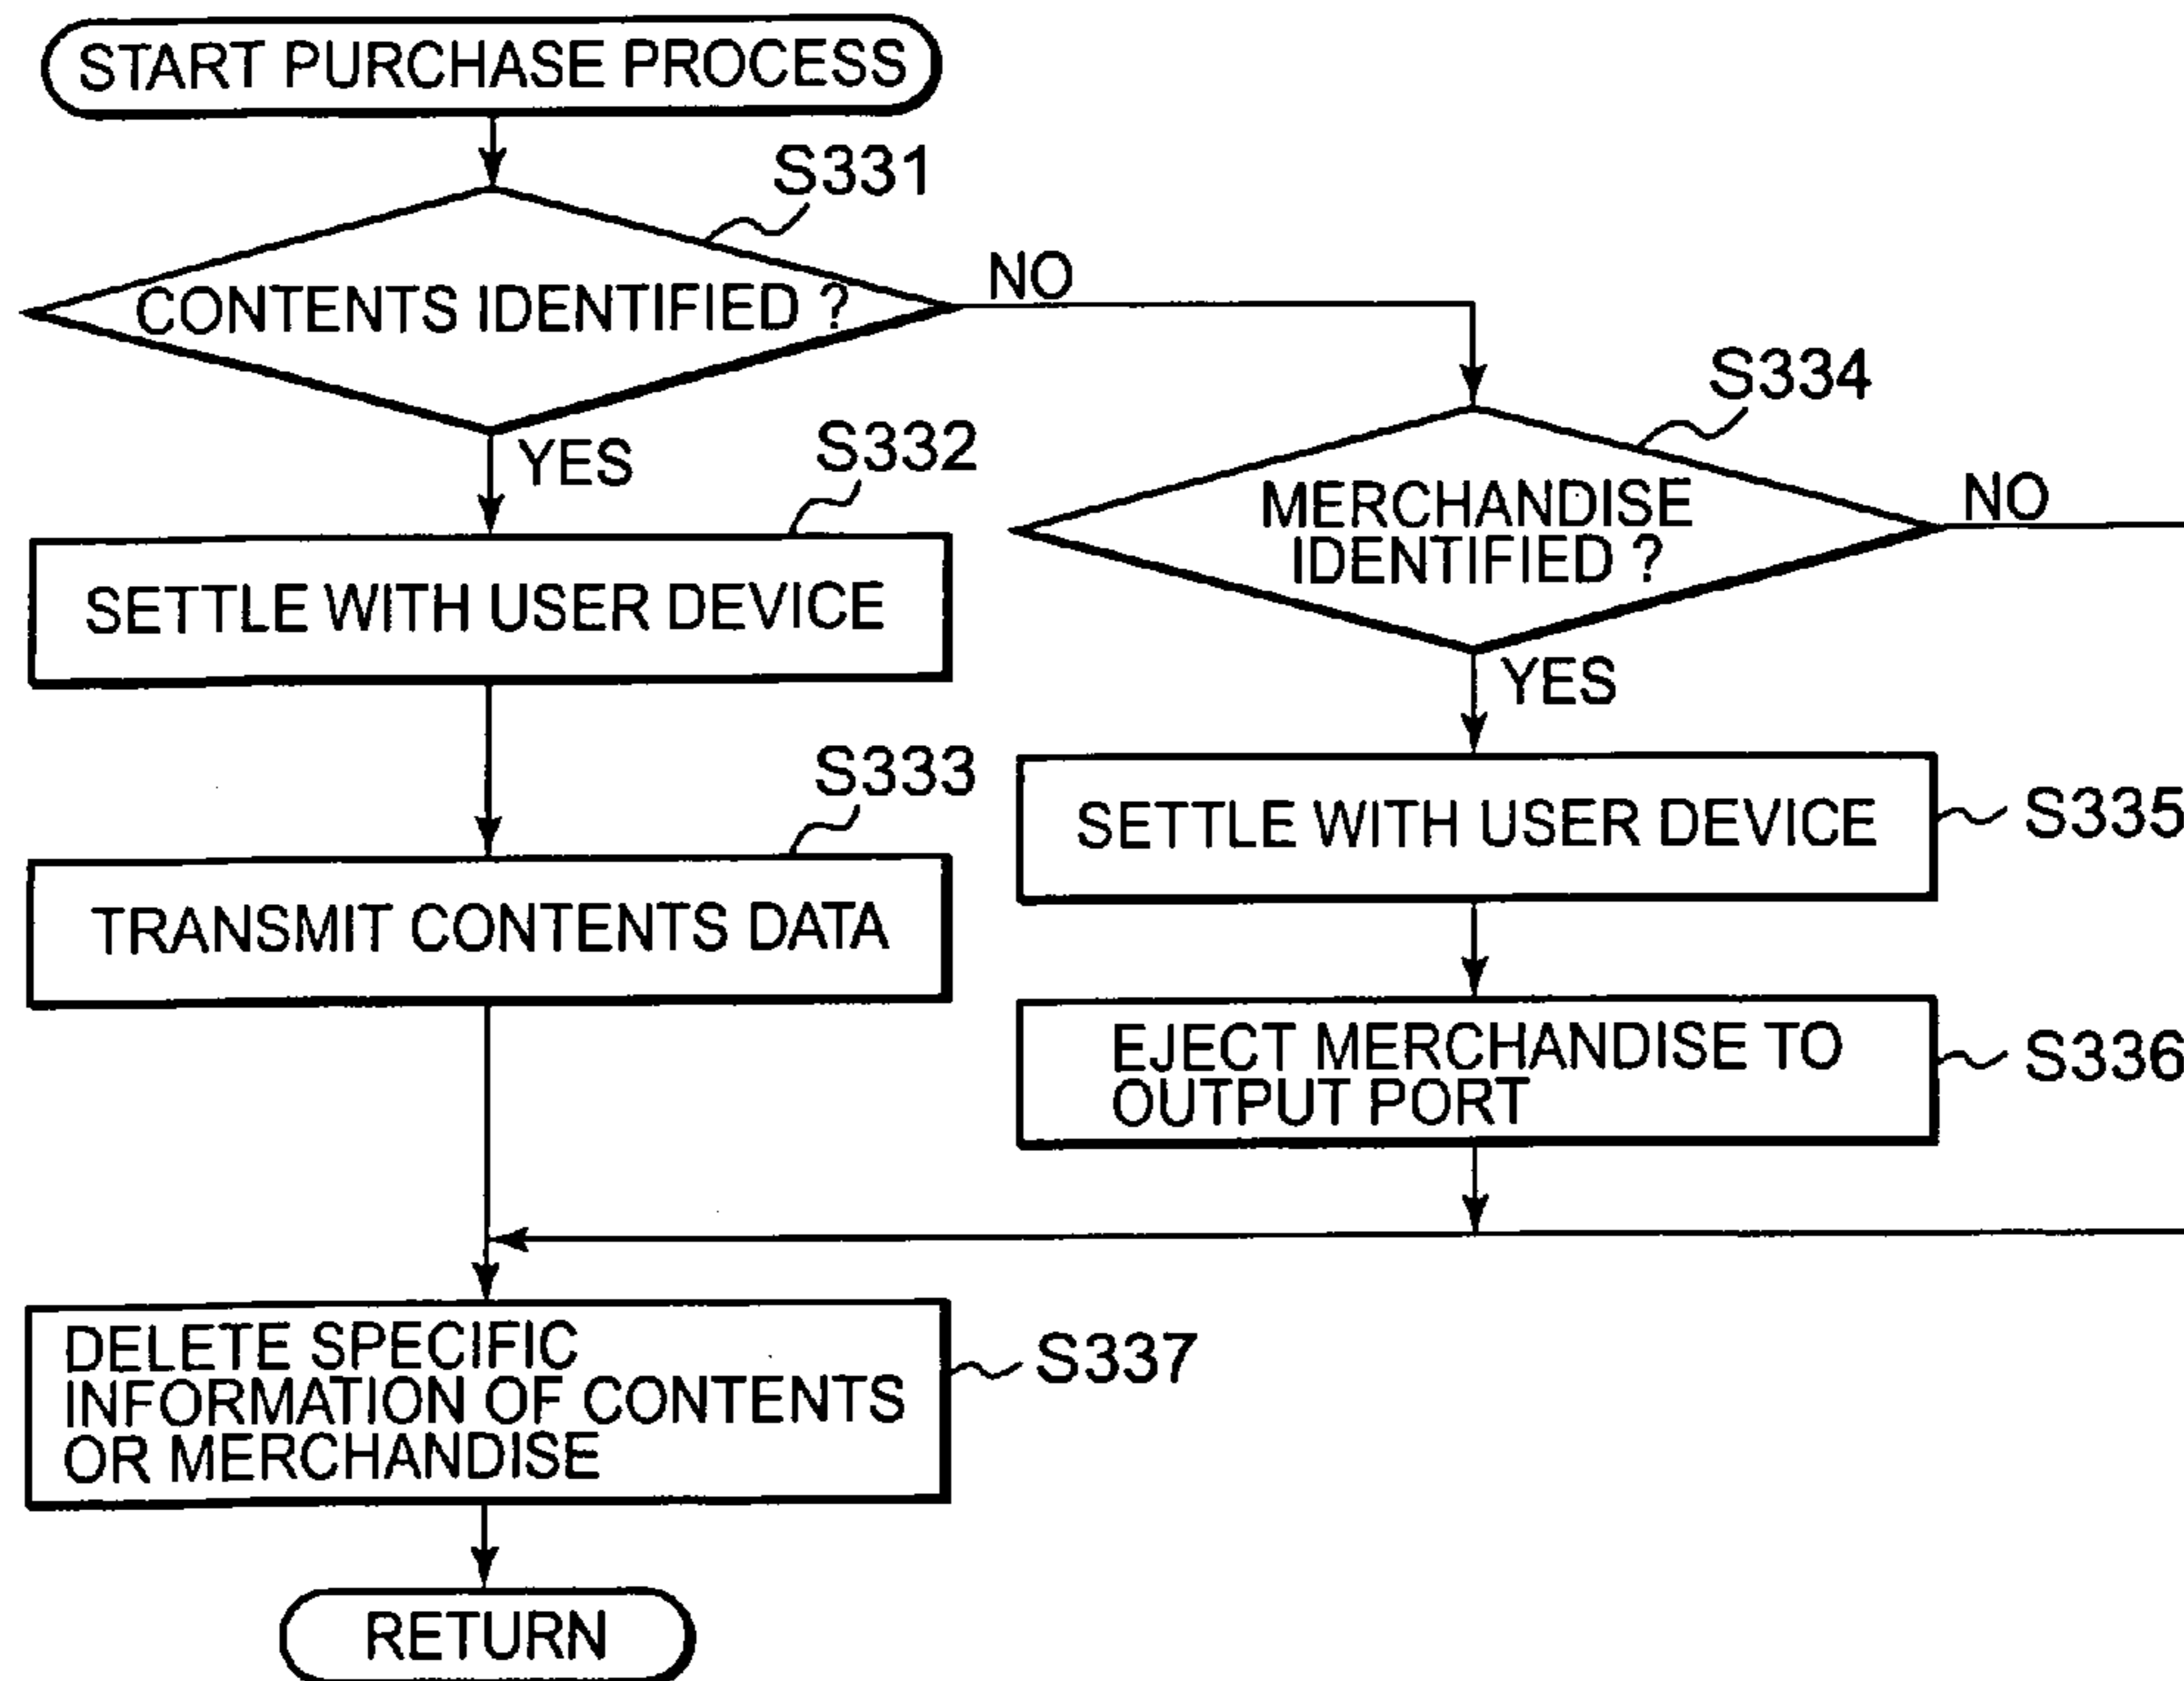 START PURCHASE PROCESS
S331
CONTENTS IDENTIFIED ?
NO
YES
S332
SETTLE WITH USER DEVICE
S333
TRANSMIT CONTENTS DATA
S334
MERCHANDISE
IDENTIFIED ?
NO
YES
SETTLE WITH USER DEVICE
S335
EJECT MERCHANDISE TO
OUTPUT PORT
S336
DELETE SPECIFIC
INFORMATION OF CONTENTS
OR MERCHANDISE
S337
RETURN